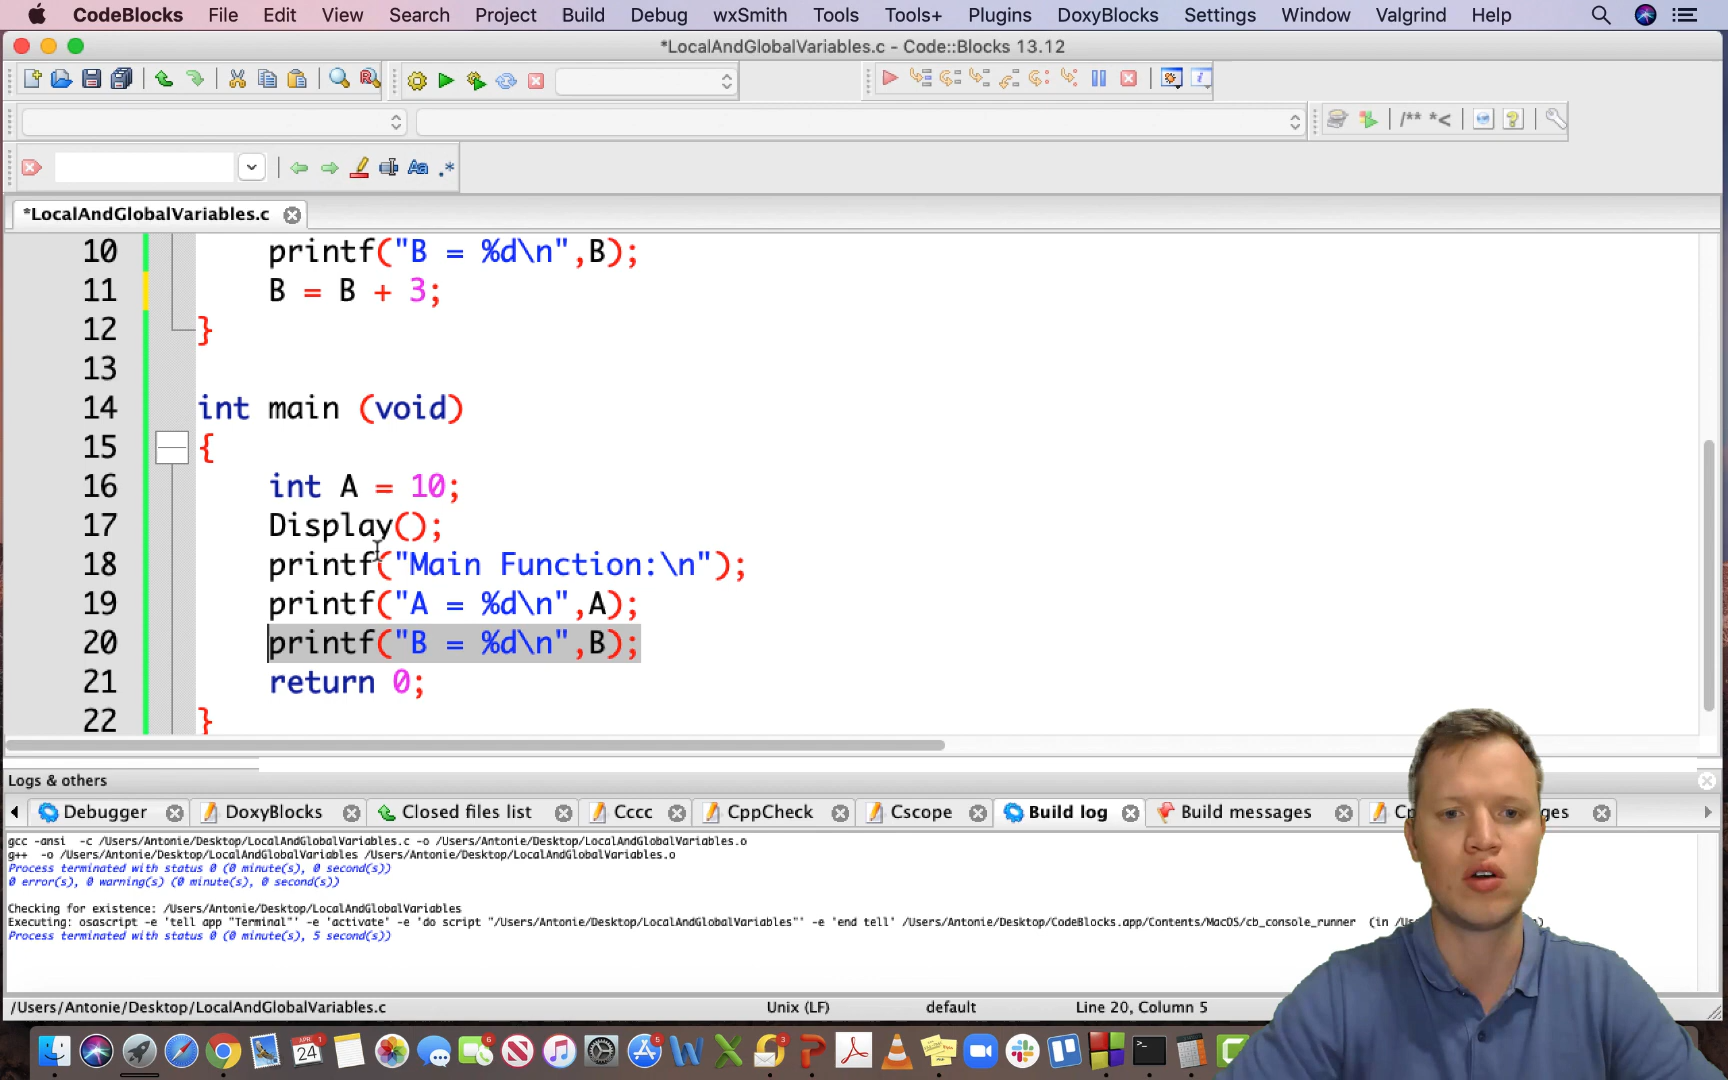 CodeBlocks File Edit View Search Project Build Debug wxSmith Tools Tools+ Plugins DoxyBlocks Settings Window Valgrind Help
*LocalAndGlobalVariables.c - Code::Blocks 13.12
/** *<
Aa .*
*LocalAndGlobalVariables.c
10 printf("B = %d\n",B);
11 B = B + 3;
12 }
13
14 int main (void)
15 {
16 int A = 10;
17 Display();
18 printf("Main Function:\n");
19 printf("A = %d\n",A);
20 printf("B = %d\n",B);
21 return 0;
22 }
Logs & others
Debugger DoxyBlocks Closed files list Cccc CppCheck Cscope Build log Build messages
gcc -ansi -c /Users/Antonie/Desktop/LocalAndGlobalVariables.c -o /Users/Antonie/Desktop/LocalAndGlobalVariables.o
g++ -o /Users/Antonie/Desktop/LocalAndGlobalVariables /Users/Antonie/Desktop/LocalAndGlobalVariables.o
Process terminated with status 0 (0 minute(s), 0 second(s))
0 error(s), 0 warning(s) (0 minute(s), 0 second(s))
Checking for existence: /Users/Antonie/Desktop/LocalAndGlobalVariables
Executing: osascript -e 'tell app "Terminal"' -e 'activate' -e 'do script "/Users/Antonie/Desktop/LocalAndGlobalVariables"' -e 'end tell' /Users/Antonie/Desktop/CodeBlocks.app/Contents/MacOS/cb_console_runner (in
Process terminated with status 0 (0 minute(s), 5 second(s))
/Users/Antonie/Desktop/LocalAndGlobalVariables.c Unix (LF) default Line 20, Column 5
APR 24